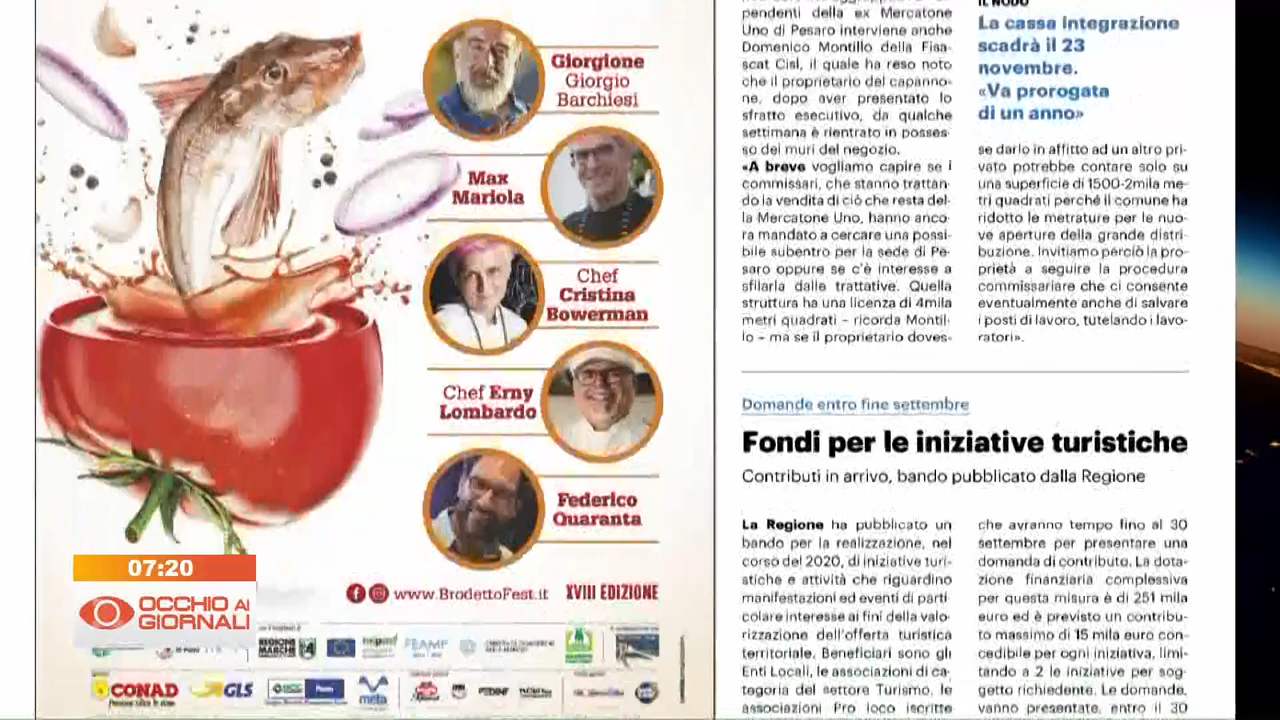 Giorgione
Giorgio
Barchiesi
Max
Mariola
Chef
Cristina
Bowerman
Chef Erny
Lombardo
Federico
Quaranta
www.BrodettoFest.it XVIII EDIZIONE
REGIONE
MARCHE
FEAMP
CONAD
GLS
meta
07:20
OCCHIO AI
GIORNALI
pendenti della ex Mercatone
Uno di Pesaro interviene anche
Domenico Montillo della Fisa-
scat Cisl, il quale ha reso noto
che il proprietario del capanno-
ne, dopo aver presentato lo
sfratto esecutivo, da qualche
settimana è rientrato in posses-
so dei muri del negozio.
«A breve vogliamo capire se i
commissari, che stanno trattan-
do la vendita di ciò che resta del-
la Mercatone Uno, hanno anco-
ra mandato a cercare una possi-
bile subentro per la sede di Pe-
saro oppure se c'è interesse a
sfilarla dalle trattative. Quella
struttura ha una licenza di 4mila
metri quadrati – ricorda Montil-
lo – ma se il proprietario doves-
IL NODO
La cassa integrazione
scadrà il 23
novembre.
«Va prorogata
di un anno»
se darlo in affitto ad un altro pri-
vato potrebbe contare solo su
una superficie di 1500-2mila me-
tri quadrati perché il comune ha
ridotto le metrature per le nuo-
ve aperture della grande distri-
buzione. Invitiamo perciò la pro-
prietà a seguire la procedura
commissariare che ci consente
eventualmente anche di salvare
i posti di lavoro, tutelando i lavo-
ratori».
Domande entro fine settembre
Fondi per le iniziative turistiche
Contributi in arrivo, bando pubblicato dalla Regione
La Regione ha pubblicato un
bando per la realizzazione, nel
corso del 2020, di iniziative turi-
stiche e attività che riguardino
manifestazioni ed eventi di parti
colare interesse ai fini della valo-
rizzazione dell'offerta turistica
territoriale. Beneficiari sono gli
Enti Locali, le associazioni di ca-
tegoria del settore Turismo, le
associazioni Pro loco iscritte
che avranno tempo fino al 30
settembre per presentare una
domanda di contributo. La dota-
zione finanziaria complessiva
per questa misura è di 251 mila
euro ed è previsto un contribu-
to massimo di 15 mila euro con-
cedibile per ogni iniziativa, limi-
tando a 2 le iniziative per sog-
getto richiedente. Le domande,
vanno presentate, entro il 30